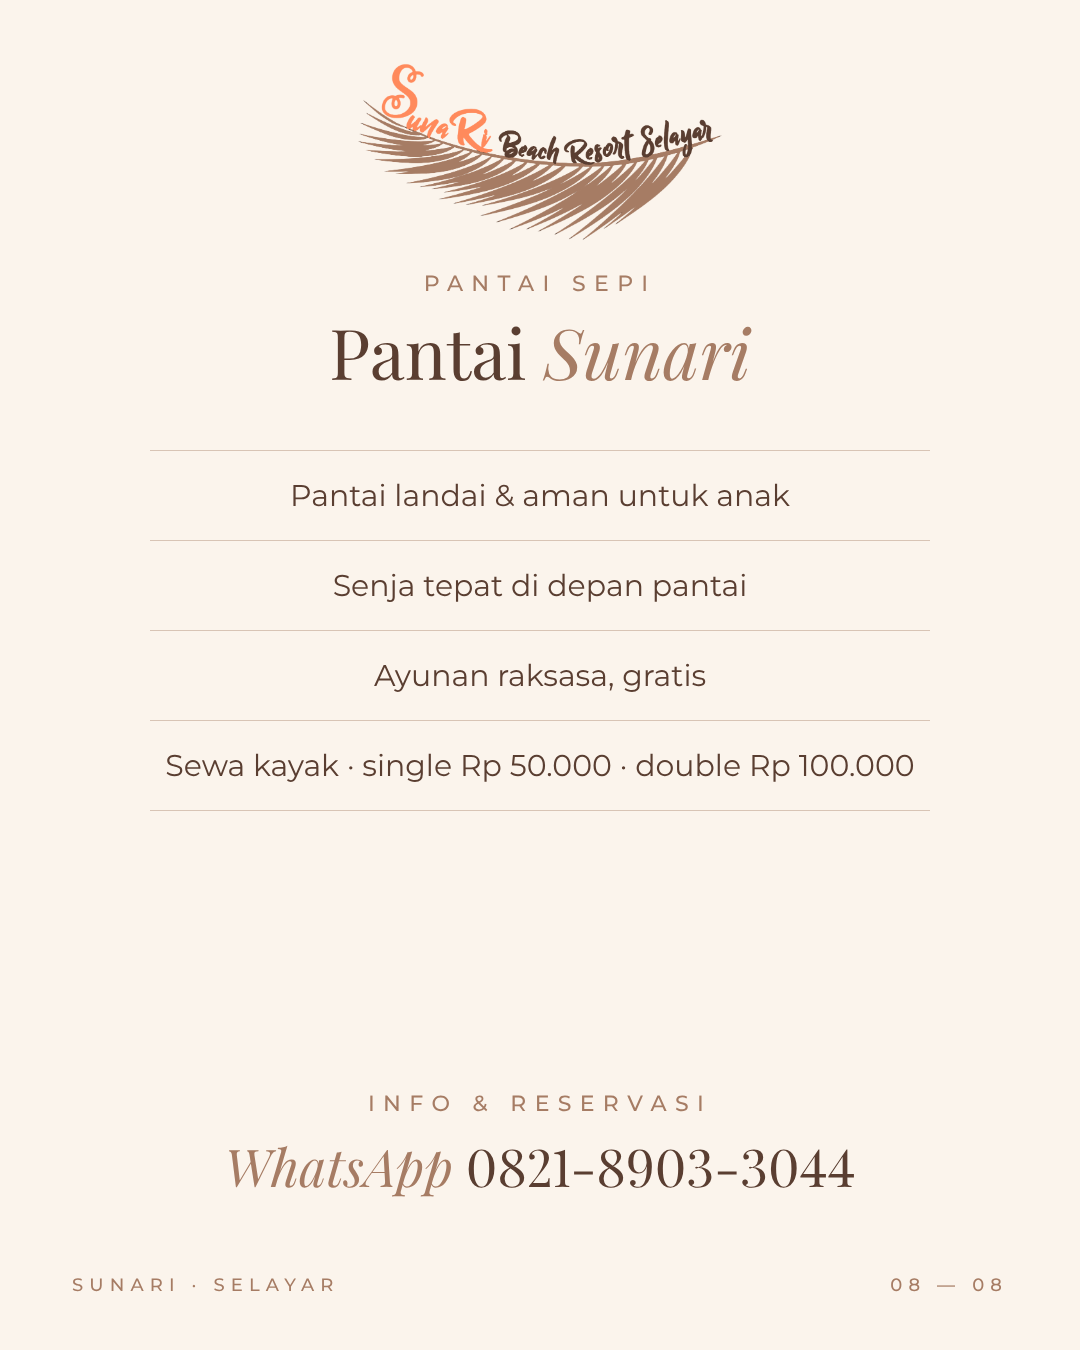 SunaRi Beach Resort Selayar
PANTAI SEPI
Pantai Sunari
Pantai landai & aman untuk anak
Senja tepat di depan pantai
Ayunan raksasa, gratis
Sewa kayak · single Rp 50.000 · double Rp 100.000
INFO & RESERVASI
WhatsApp 0821-8903-3044
SUNARI · SELAYAR
08 — 08